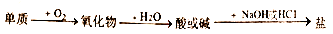 单质 + O₂ → 氧化物 + H₂O → 酸或碱 + NaOH或HCl → 盐